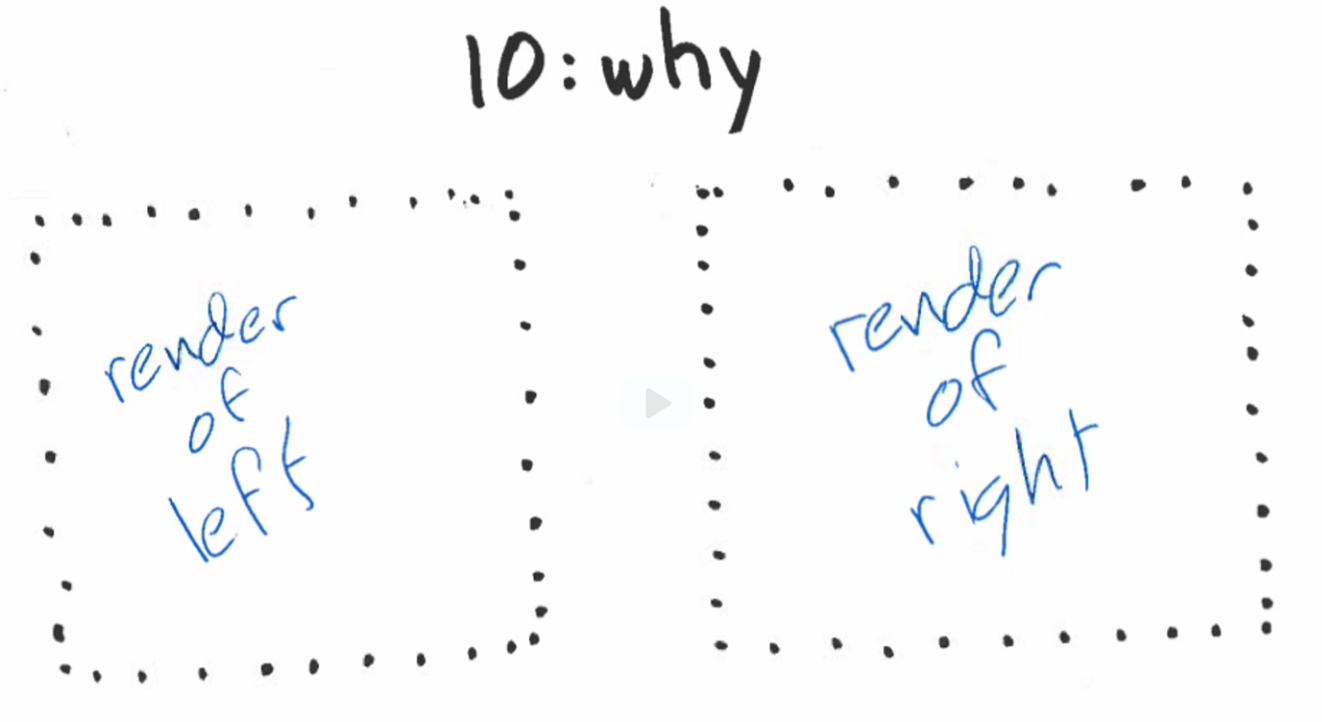 10: why
render
of
left
render
of
right